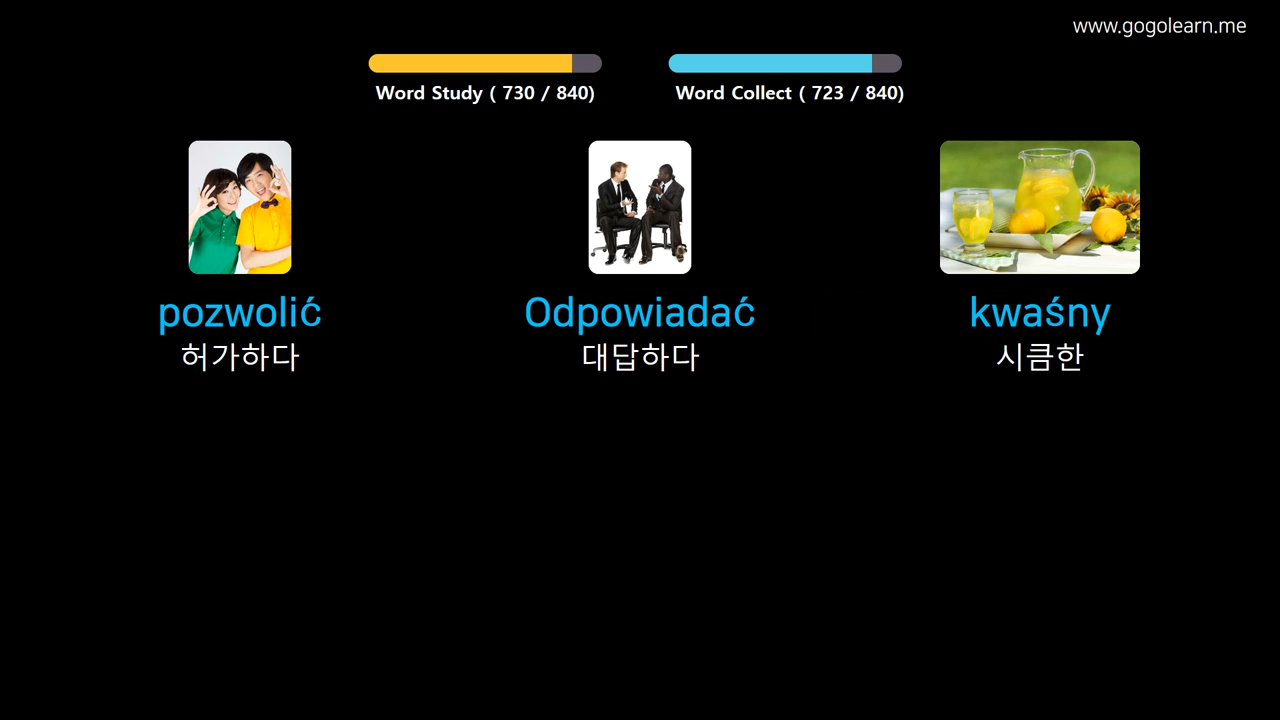 www.gogolearn.me
Word Study ( 730 / 840)
Word Collect ( 723 / 840)
pozwolić
Odpowiadać
kwaśny
허가하다
대답하다
시큼한